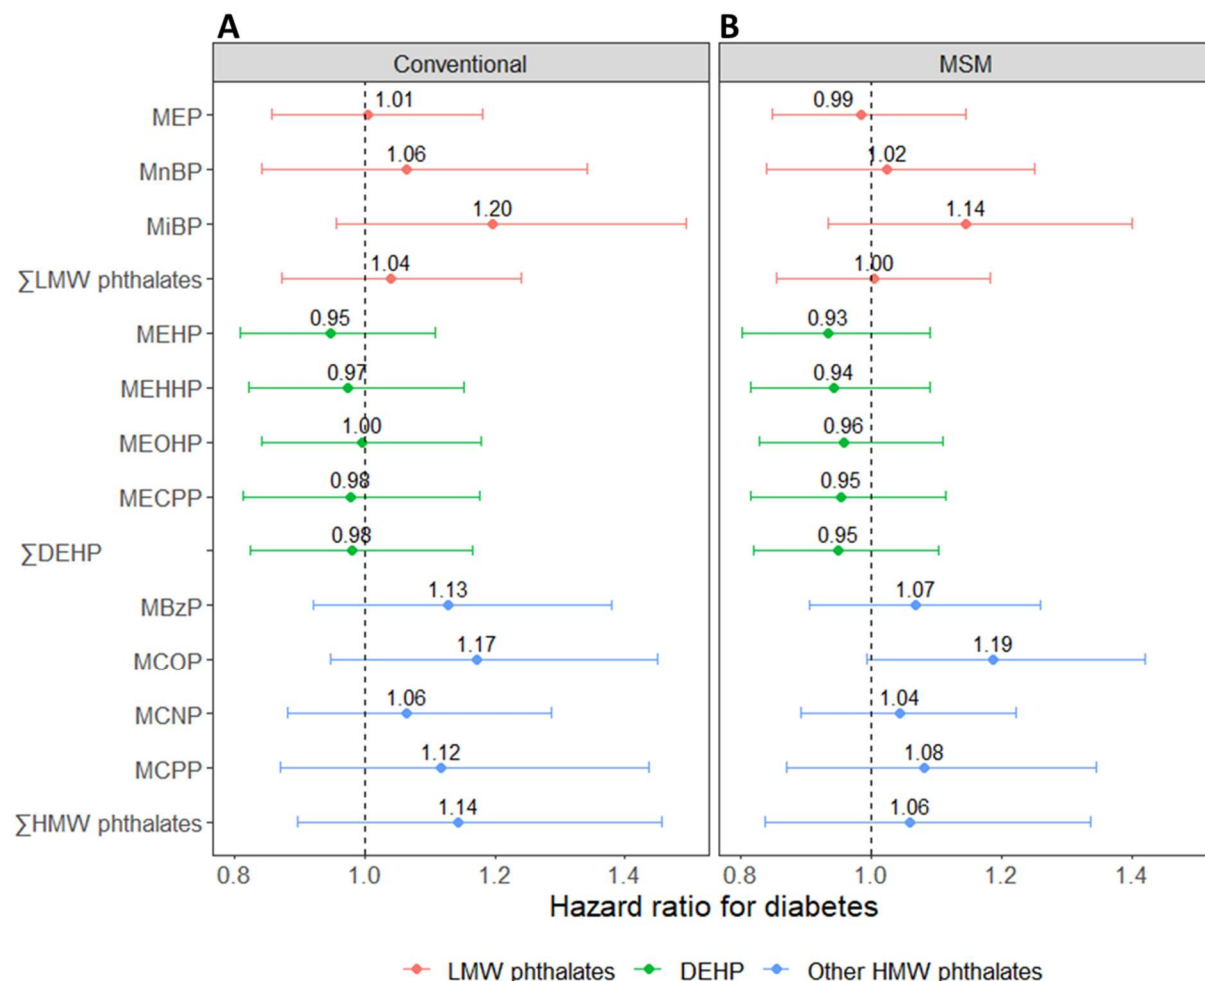 A B
Conventional MSM
MEP 1.01 0.99
MnBP 1.06 1.02
MiBP 1.20 1.14
∑LMW phthalates 1.04 1.00
MEHP 0.95 0.93
MEHHP 0.97 0.94
MEOHP 1.00 0.96
MECPP 0.98 0.95
∑DEHP 0.98 0.95
MBzP 1.13 1.07
MCOP 1.17 1.19
MCNP 1.06 1.04
MCPP 1.12 1.08
∑HMW phthalates 1.14 1.06
0.8 1.0 1.2 1.4 0.8 1.0 1.2 1.4
Hazard ratio for diabetes
LMW phthalates DEHP Other HMW phthalates